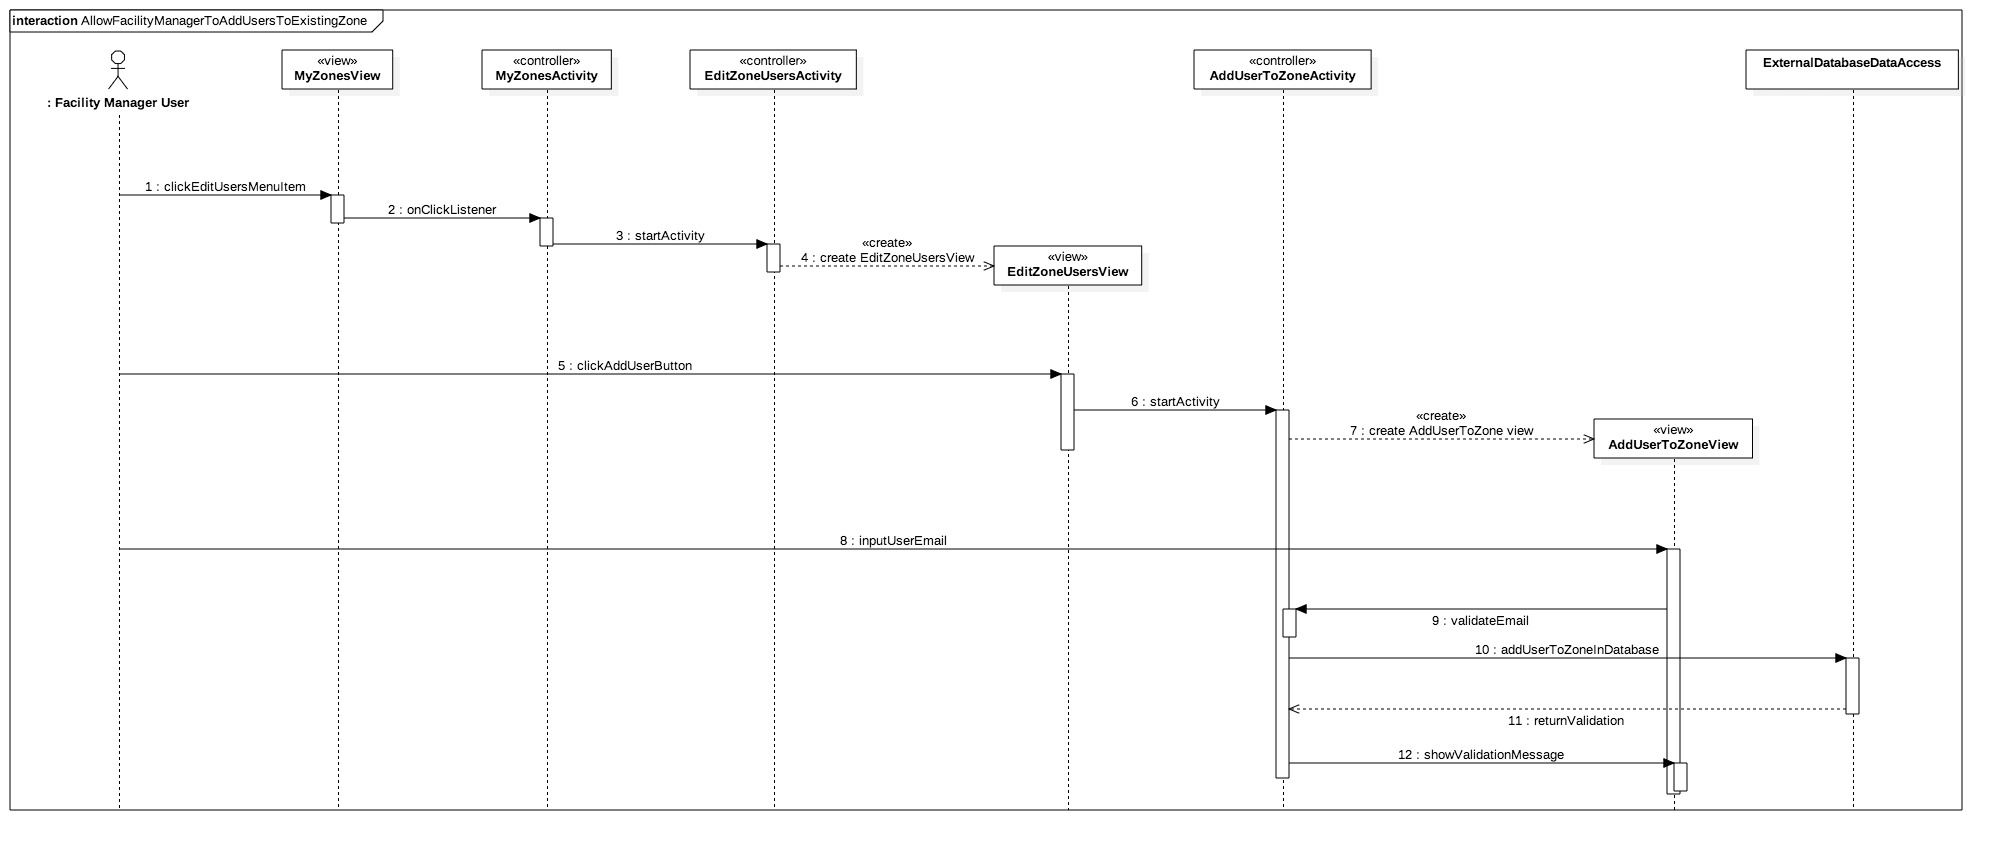 interaction AllowFacilityManagerToAddUsersToExistingZone
: Facility Manager User
«view»
MyZonesView
«controller»
MyZonesActivity
«controller»
EditZoneUsersActivity
«controller»
AddUserToZoneActivity
ExternalDatabaseDataAccess
1 : clickEditUsersMenuItem
2 : onClickListener
3 : startActivity
«create»
4 : create EditZoneUsersView
«view»
EditZoneUsersView
5 : clickAddUserButton
6 : startActivity
«create»
7 : create AddUserToZone view
«view»
AddUserToZoneView
8 : inputUserEmail
9 : validateEmail
10 : addUserToZoneInDatabase
11 : returnValidation
12 : showValidationMessage